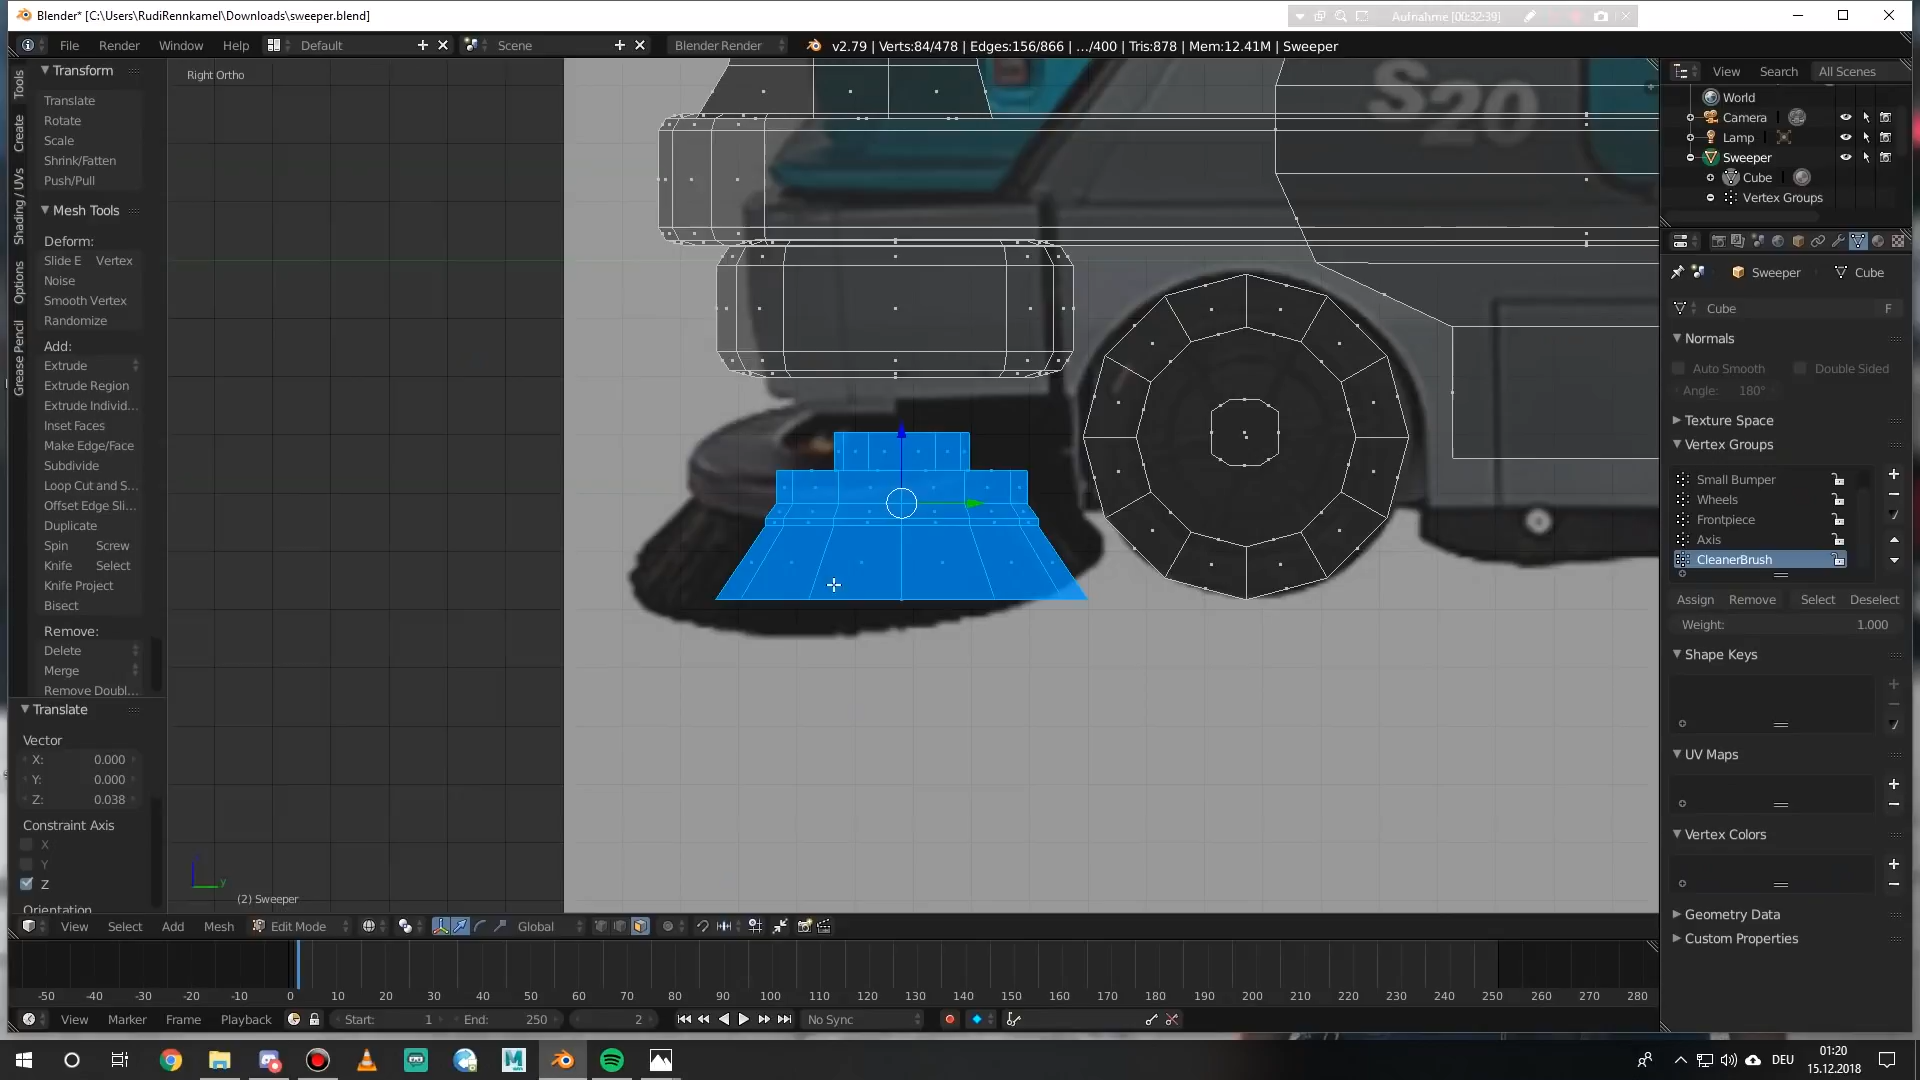 Blender* [C:\Users\RudiRennkamel\Downloads\sweeper.blend]
Aufnahme [00:32:39]
File Render Window Help Default Scene Blender Render v2.79 | Verts:84/478 | Edges:156/866 | .../400 | Tris:878 | Mem:12.41M | Sweeper
Tools
Create
Shading / UVs
Options
Grease Pencil
Transform
Translate
Rotate
Scale
Shrink/Fatten
Push/Pull
Mesh Tools
Deform:
Slide E Vertex
Noise
Smooth Vertex
Randomize
Add:
Extrude
Extrude Region
Extrude Individ...
Inset Faces
Make Edge/Face
Subdivide
Loop Cut and S...
Offset Edge Sli...
Duplicate
Spin Screw
Knife Select
Knife Project
Bisect
Remove:
Delete
Merge
Remove Doubl...
Translate
Vector
X: 0.000
Y: 0.000
Z: 0.038
Constraint Axis
X
Y
Z
Orientation
Right Ortho
S20
y
(2) Sweeper
View Select Add Mesh Edit Mode Global
-50 -40 -30 -20 -10 0 10 20 30 40 50 60 70 80 90 100 110 120 130 140 150 160 170 180 190 200 210 220 230 240 250 260 270 280
View Marker Frame Playback Start: 1 End: 250 2 No Sync
View Search All Scenes
World
Camera
Lamp
Sweeper
Cube
Vertex Groups
Sweeper Cube
Cube F
Normals
Auto Smooth Double Sided
Angle: 180°
Texture Space
Vertex Groups
Small Bumper
Wheels
Frontpiece
Axis
CleanerBrush
Assign Remove Select Deselect
Weight: 1.000
Shape Keys
UV Maps
Vertex Colors
Geometry Data
Custom Properties
DEU
01:20
15.12.2018